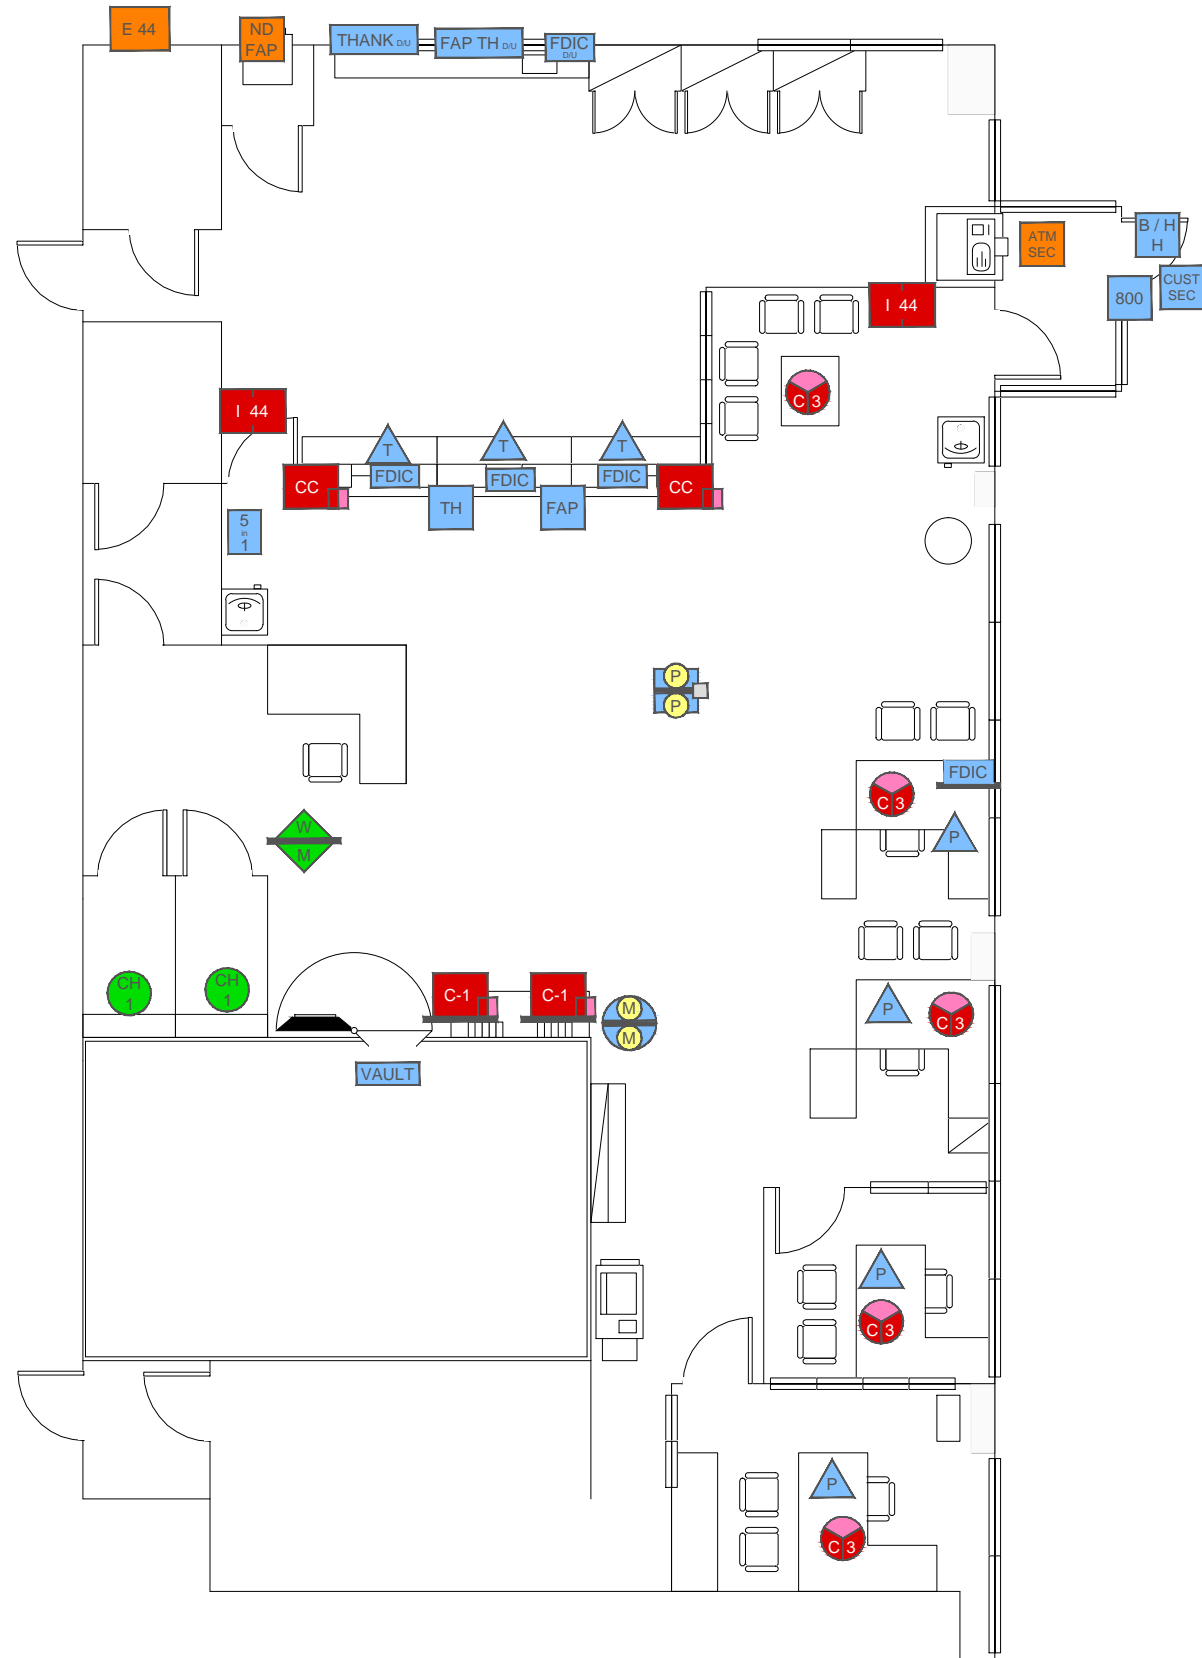 E 44
ND
FAP
THANK D/U
FAP TH D/U
FDIC
D/U
B / H
H
ATM
SEC
CUST
SEC
800
I 44
C 3
I 44
T
T
T
FDIC
FDIC
FDIC
CC
CC
TH
FAP
5
in
1
P
P
FDIC
C 3
P
W
M
CH
1
CH
1
C-1
C-1
M
M
P
C 3
VAULT
P
C 3
P
C 3